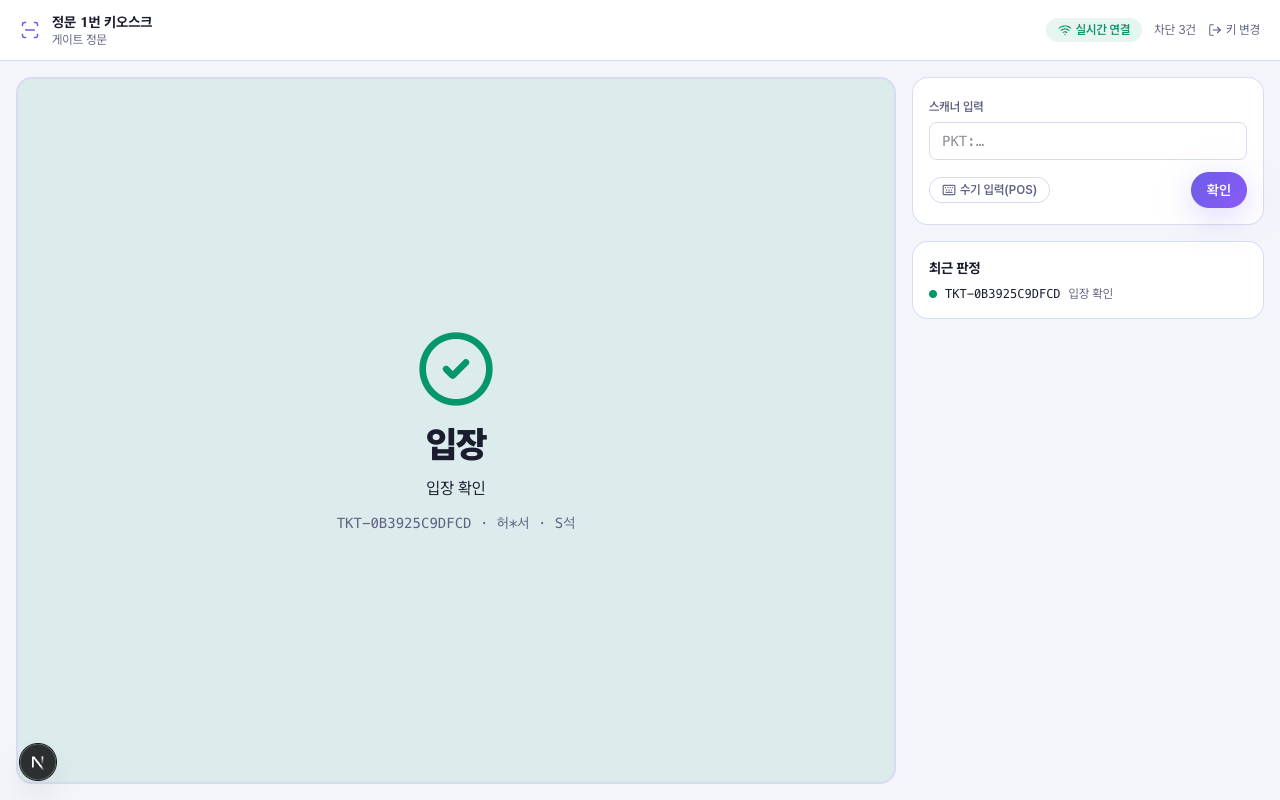 정문 1번 키오스크
게이트 정문
실시간 연결
차단 3건
키 변경
입장
입장 확인
TKT-0B3925C9DFCD · 허*서 · S석
스캐너 입력
PKT:…
수기 입력(POS)
확인
최근 판정
TKT-0B3925C9DFCD 입장 확인
N